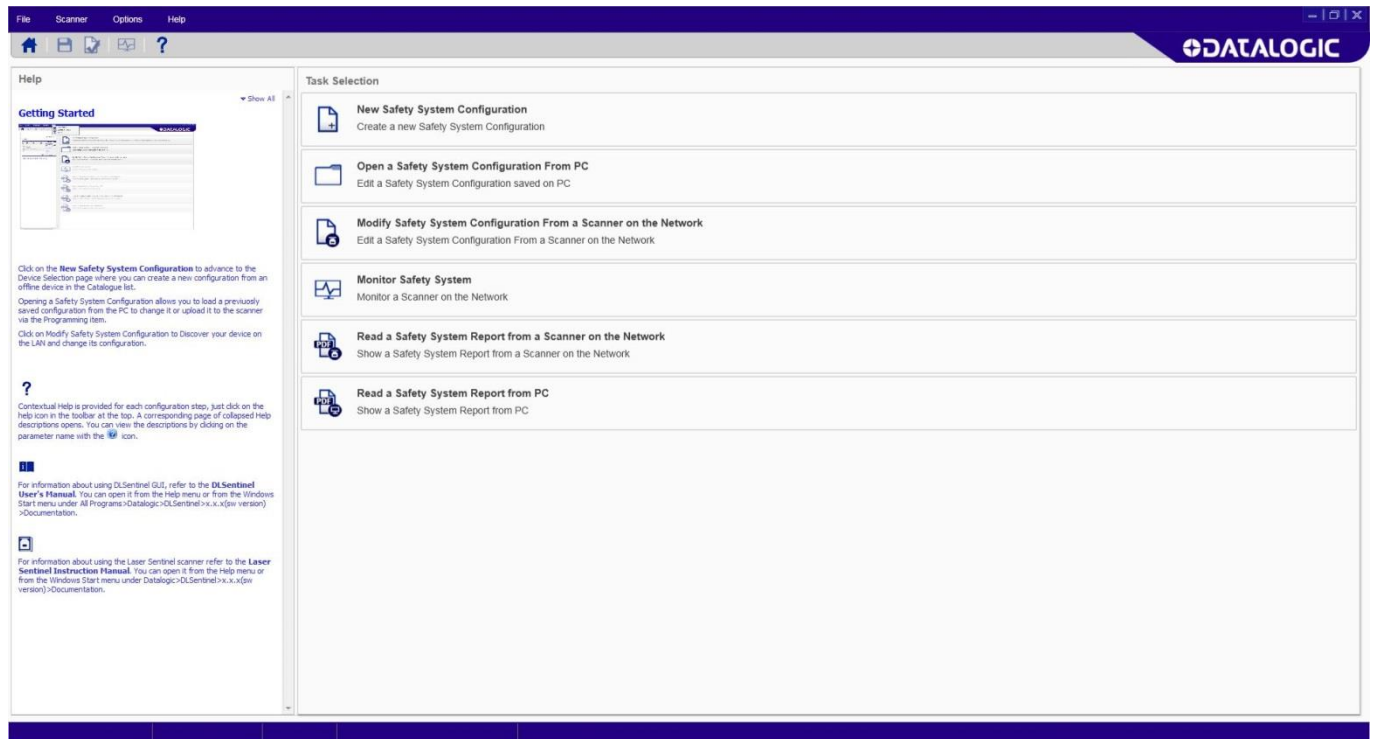 File Scanner Options Help
DATALOGIC
Help
Show All
Getting Started
Click on the New Safety System Configuration to advance to the
Device Selection page where you can create a new configuration from an
offline device in the Catalogue list.
Opening a Safety System Configuration allows you to load a previuosly
saved configuration from the PC to change it or upload it to the scanner
via the Programming item.
Click on Modify Safety System Configuration to Discover your device on
the LAN and change its configuration.
?
Contextual Help is provided for each configuration step, just click on the
help icon in the toolbar at the top. A corresponding page of collapsed Help
descriptions opens. You can view the descriptions by clicking on the
parameter name with the icon.
For information about using DLSentinel GUI, refer to the DLSentinel
User's Manual. You can open it from the Help menu or from the Windows
Start menu under All Programs>Datalogic>DLSentinel>x.x.x(sw version)
>Documentation.
For information about using the Laser Sentinel scanner refer to the Laser
Sentinel Instruction Manual. You can open it from the Help menu or
from the Windows Start menu under Datalogic>DLSentinel>x.x.x(sw
version)>Documentation.
Task Selection
New Safety System Configuration
Create a new Safety System Configuration
Open a Safety System Configuration From PC
Edit a Safety System Configuration saved on PC
Modify Safety System Configuration From a Scanner on the Network
Edit a Safety System Configuration From a Scanner on the Network
Monitor Safety System
Monitor a Scanner on the Network
PDF
Read a Safety System Report from a Scanner on the Network
Show a Safety System Report from a Scanner on the Network
PDF
Read a Safety System Report from PC
Show a Safety System Report from PC